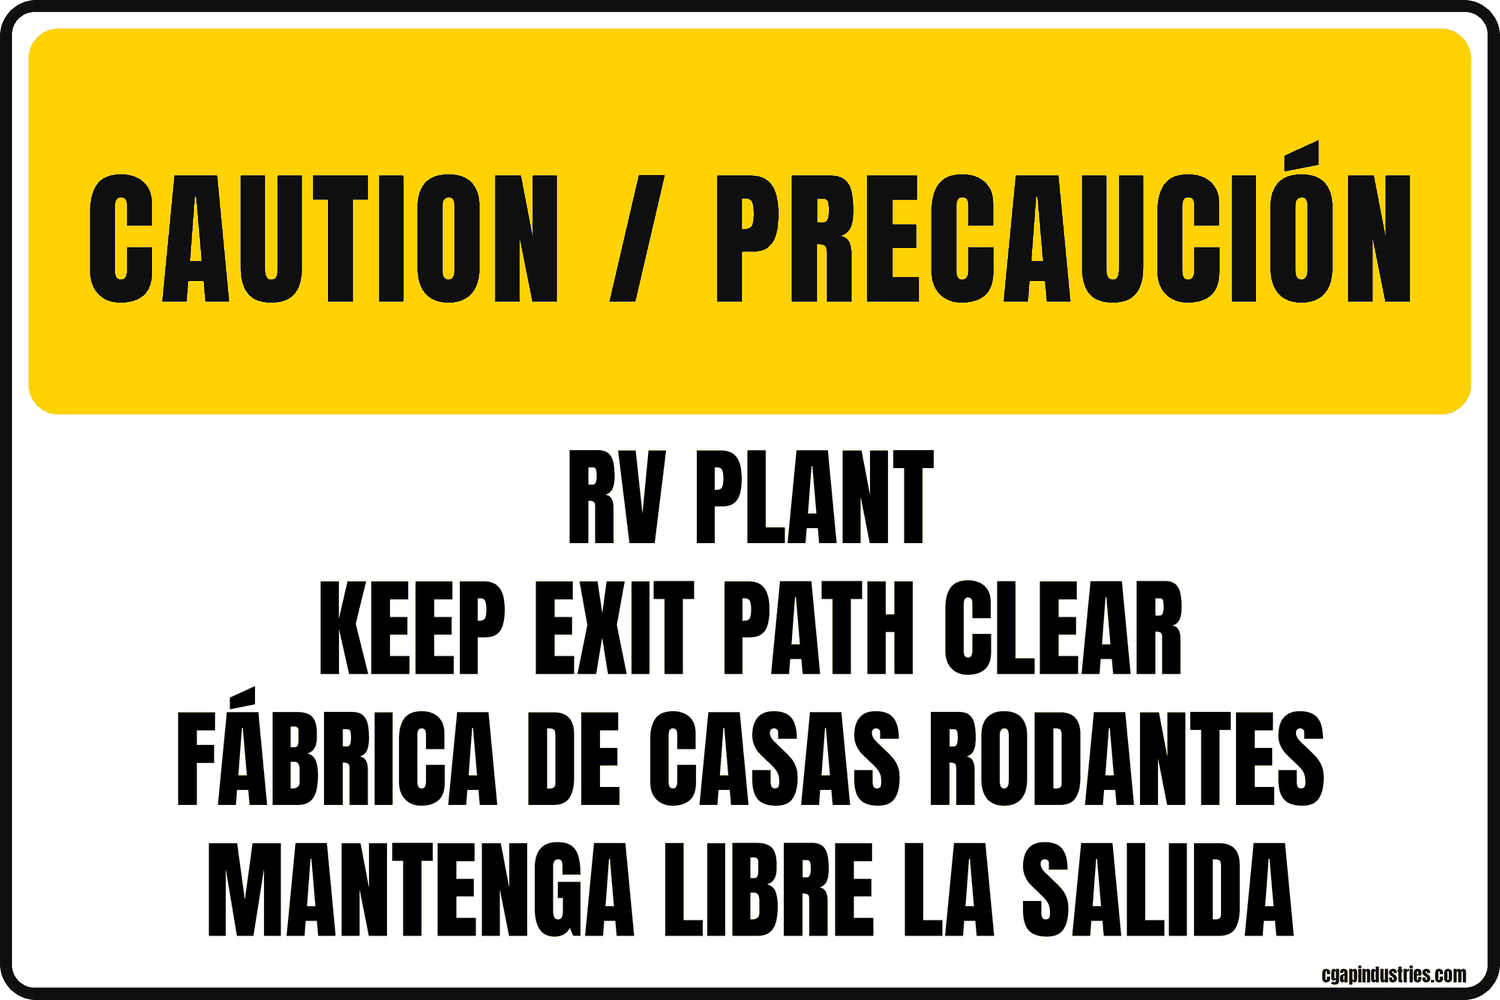 CAUTION / PRECAUCIÓN
RV PLANT
KEEP EXIT PATH CLEAR
FÁBRICA DE CASAS RODANTES
MANTENGA LIBRE LA SALIDA
cgapindustries.com